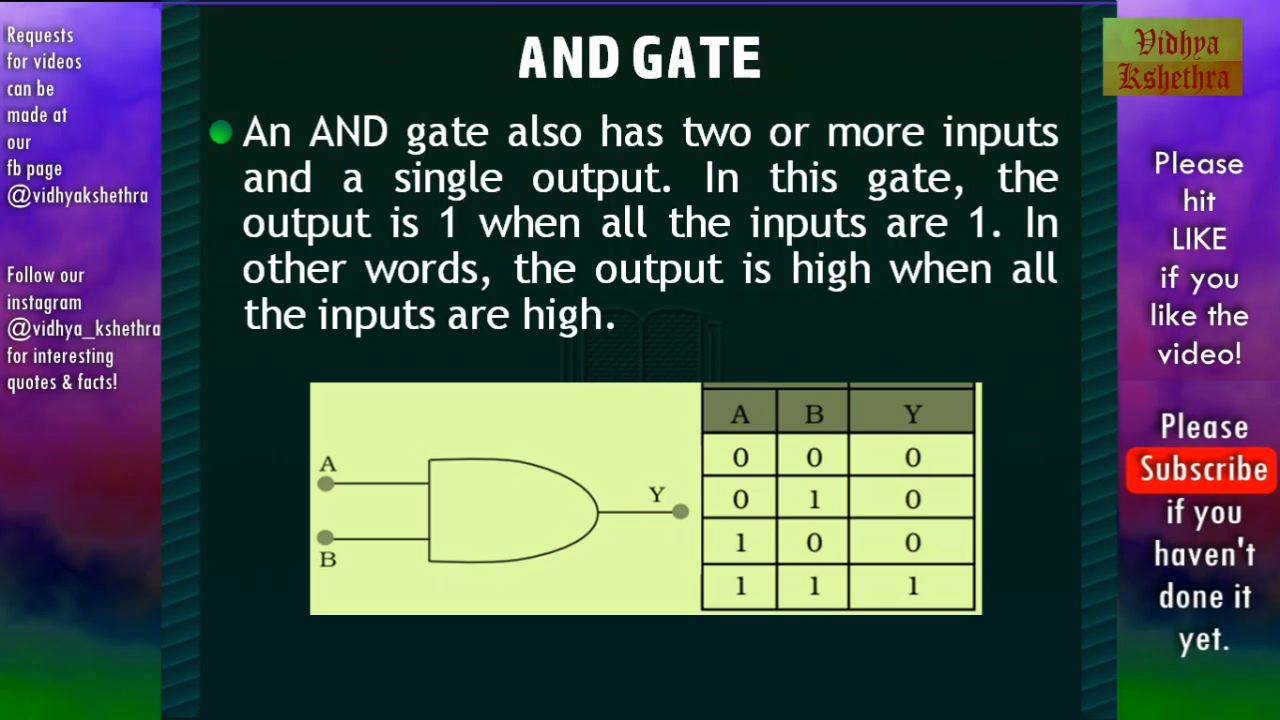 Requests
for videos
can be
made at
our
fb page
@vidhyakshethra
Follow our
instagram
@vidhya_kshethra
for interesting
quotes & facts!
AND GATE
An AND gate also has two or more inputs
and a single output. In this gate, the
output is 1 when all the inputs are 1. In
other words, the output is high when all
the inputs are high.
A
B
Y
A B Y
0 0 0
0 1 0
1 0 0
1 1 1
Vidhya
Kshethra
Please
hit
LIKE
if you
like the
video!
Please
Subscribe
if you
haven't
done it
yet.